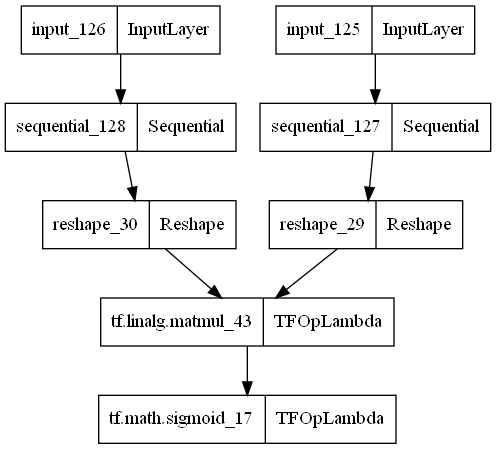 input_126 InputLayer input_125 InputLayer
sequential_128 Sequential sequential_127 Sequential
reshape_30 Reshape reshape_29 Reshape
tf.linalg.matmul_43 TFOpLambda
tf.math.sigmoid_17 TFOpLambda